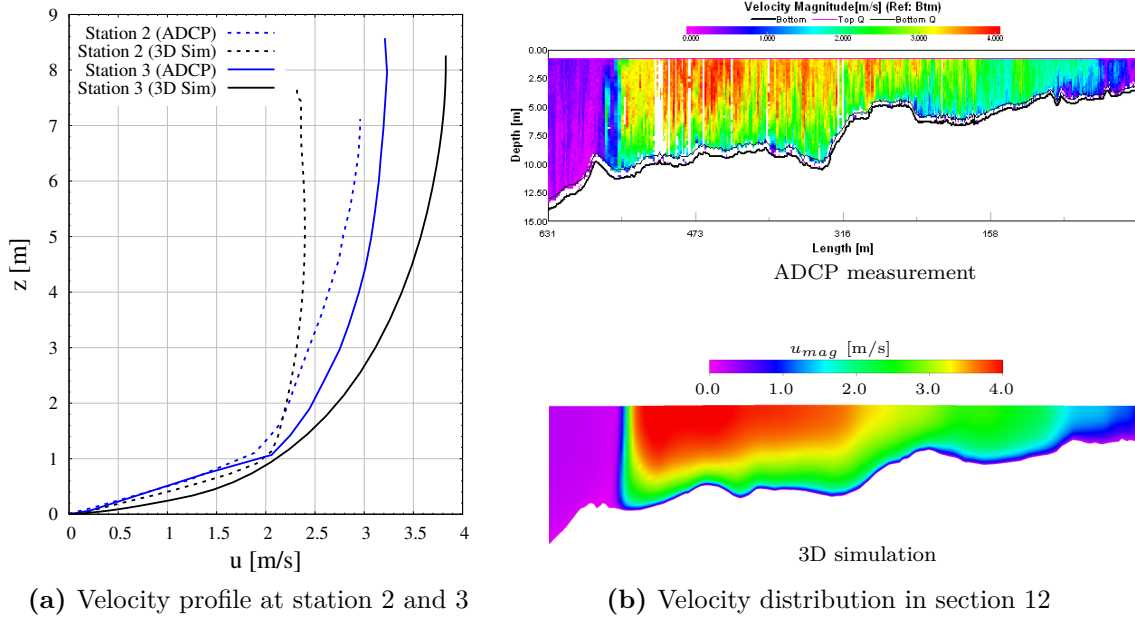 9
8
7
6
5
4
3
2
1
0
z [m]
Station 2 (ADCP)
Station 2 (3D Sim)
Station 3 (ADCP)
Station 3 (3D Sim)
0 0.5 1 1.5 2 2.5 3 3.5 4
u [m/s]
(a) Velocity profile at station 2 and 3
Velocity Magnitude[m/s] (Ref: Btm)
Bottom Top Q Bottom Q
0.000 1.000 2.000 3.000 4.000
0.00
2.50
5.00
7.50
10.00
12.50
15.00
Depth [m]
631 473 316 158
Length [m]
ADCP measurement
u_mag [m/s]
0.0 1.0 2.0 3.0 4.0
3D simulation
(b) Velocity distribution in section 12